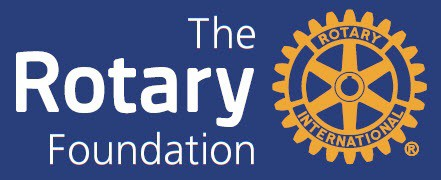 The
Rotary
Foundation
ROTARY
INTERNATIONAL
®